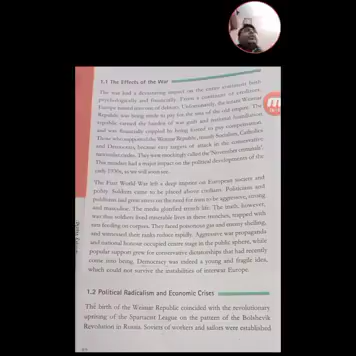 1.1 The Effects of the War
The war had a devastating impact on the entire continent both
psychologically and financially. From a continent of creditors,
Europe turned into one of debtors. Unfortunately, the infant Weimar
Republic was being made to pay for the sins of the old empire. The
republic carried the burden of war guilt and national humiliation
and was financially crippled by being forced to pay compensation.
Those who supported the Weimar Republic, mainly Socialists, Catholics
and Democrats, became easy targets of attack in the conservative
nationalist circles. They were mockingly called the 'November criminals'.
This mindset had a major impact on the political developments of the
early 1930s, as we will soon see.
The First World War left a deep imprint on European society and
polity. Soldiers came to be placed above civilians. Politicians and
publicists laid great stress on the need for men to be aggressive, strong
and masculine. The media glorified trench life. The truth, however,
was that soldiers lived miserable lives in these trenches, trapped with
rats feeding on corpses. They faced poisonous gas and enemy shelling,
and witnessed their ranks reduce rapidly. Aggressive war propaganda
and national honour occupied centre stage in the public sphere, while
popular support grew for conservative dictatorships that had recently
come into being. Democracy was indeed a young and fragile idea,
which could not survive the instabilities of interwar Europe.
1.2 Political Radicalism and Economic Crises
The birth of the Weimar Republic coincided with the revolutionary
uprising of the Spartacist League on the pattern of the Bolshevik
Revolution in Russia. Soviets of workers and sailors were established